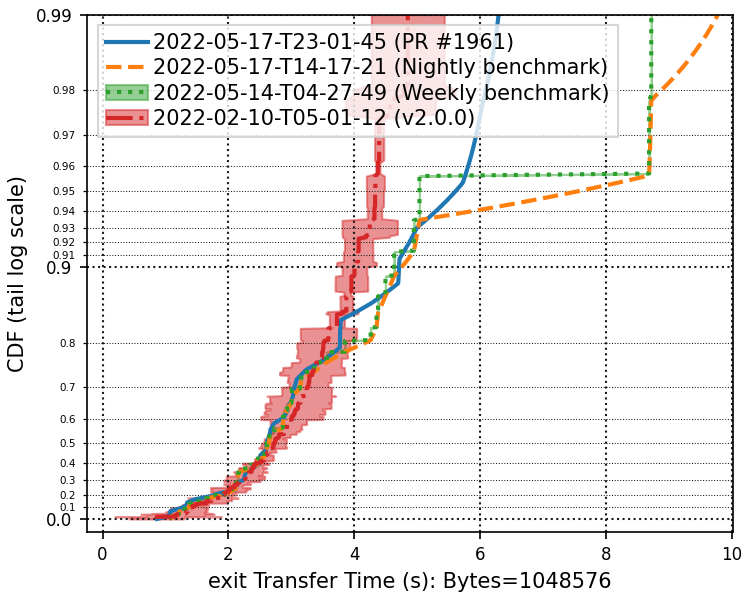 0.99
2022-05-17-T23-01-45 (PR #1961)
2022-05-17-T14-17-21 (Nightly benchmark)
2022-05-14-T04-27-49 (Weekly benchmark)
2022-02-10-T05-01-12 (v2.0.0)
0.98
0.97
0.96
0.95
0.94
0.93
0.92
0.91
0.9
0.8
0.7
0.6
0.5
0.4
0.3
0.2
0.1
0.0
CDF (tail log scale)
0 2 4 6 8 10
exit Transfer Time (s): Bytes=1048576